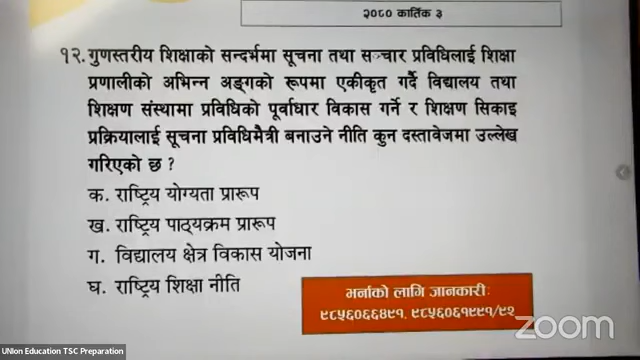 २०८० कार्तिक ३
१२. गुणस्तरीय शिक्षाको सन्दर्भमा सूचना तथा सञ्चार प्रविधिलाई शिक्षा
प्रणालीको अभिन्न अङ्गको रूपमा एकीकृत गर्दै विद्यालय तथा
शिक्षण संस्थामा प्रविधिको पूर्वाधार विकास गर्ने र शिक्षण सिकाइ
प्रक्रियालाई सूचना प्रविधिमैत्री बनाउने नीति कुन दस्तावेजमा उल्लेख
गरिएको छ ?
क. राष्ट्रिय योग्यता प्रारूप
ख. राष्ट्रिय पाठ्यक्रम प्रारूप
ग. विद्यालय क्षेत्र विकास योजना
घ. राष्ट्रिय शिक्षा नीति
भर्नाको लागि जानकारीः
९८५६०६६४९१, ९८५६०६१९९१/९२
zoom
UNIon Education TSC Preparation